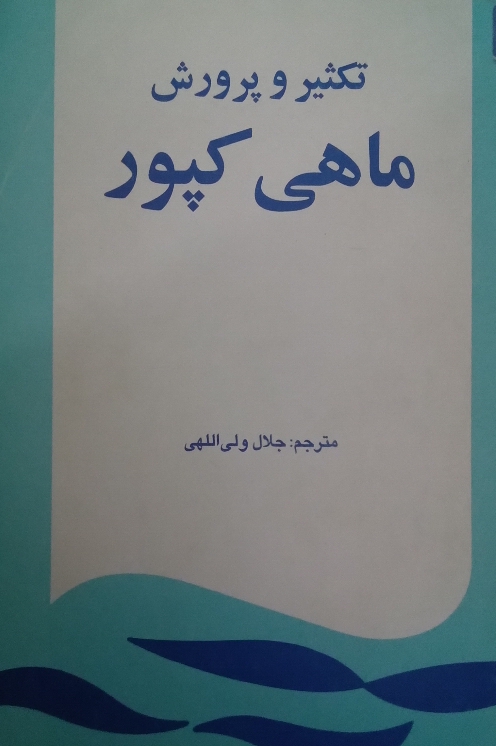 تکثیر و پرورش
ماهی کپور
مترجم: جلال ولی‌اللهی